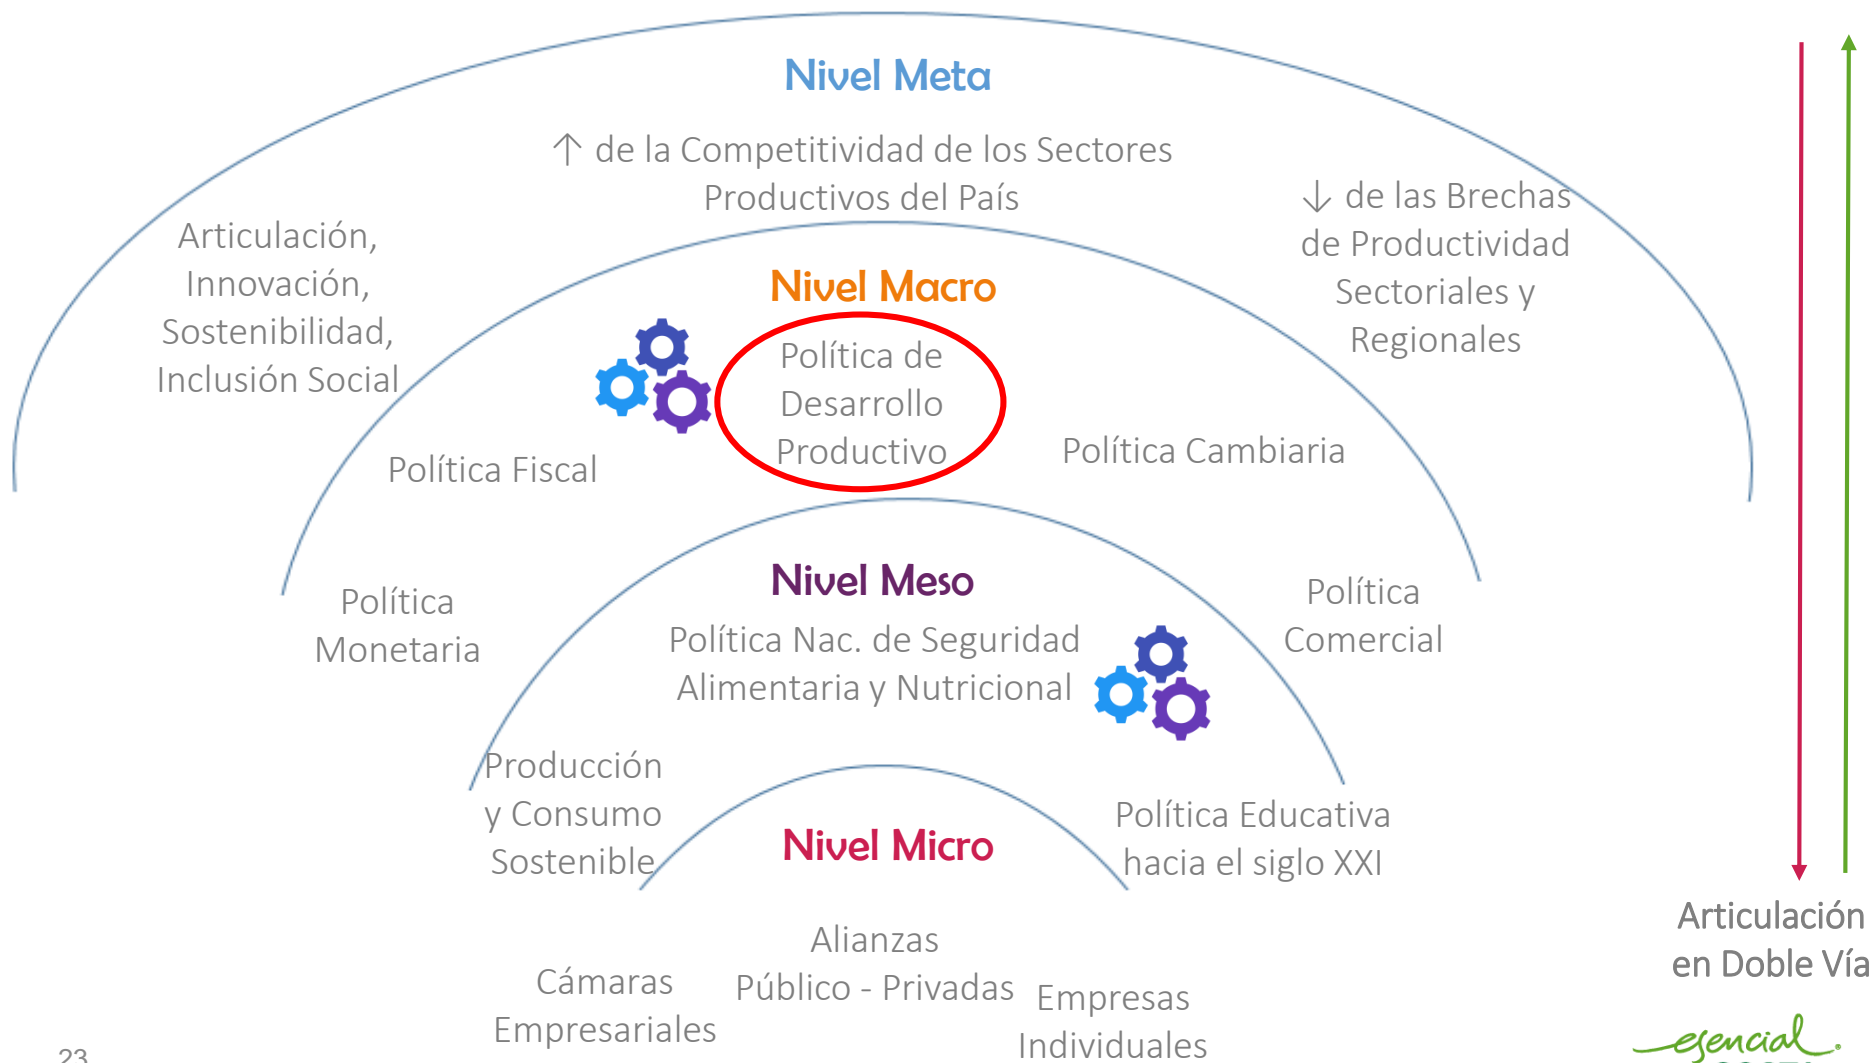 Nivel Meta
↑ de la Competitividad de los Sectores
Productivos del País
Articulación,
Innovación,
Sostenibilidad,
Inclusión Social
↓ de las Brechas
de Productividad
Sectoriales y
Regionales
Nivel Macro
Política de
Desarrollo
Productivo
Política Fiscal
Política Cambiaria
Política
Monetaria
Política
Comercial
Nivel Meso
Política Nac. de Seguridad
Alimentaria y Nutricional
Producción
y Consumo
Sostenible
Política Educativa
hacia el siglo XXI
Nivel Micro
Cámaras
Empresariales
Alianzas
Público - Privadas
Empresas
Individuales
Articulación
en Doble Vía
esencial
23